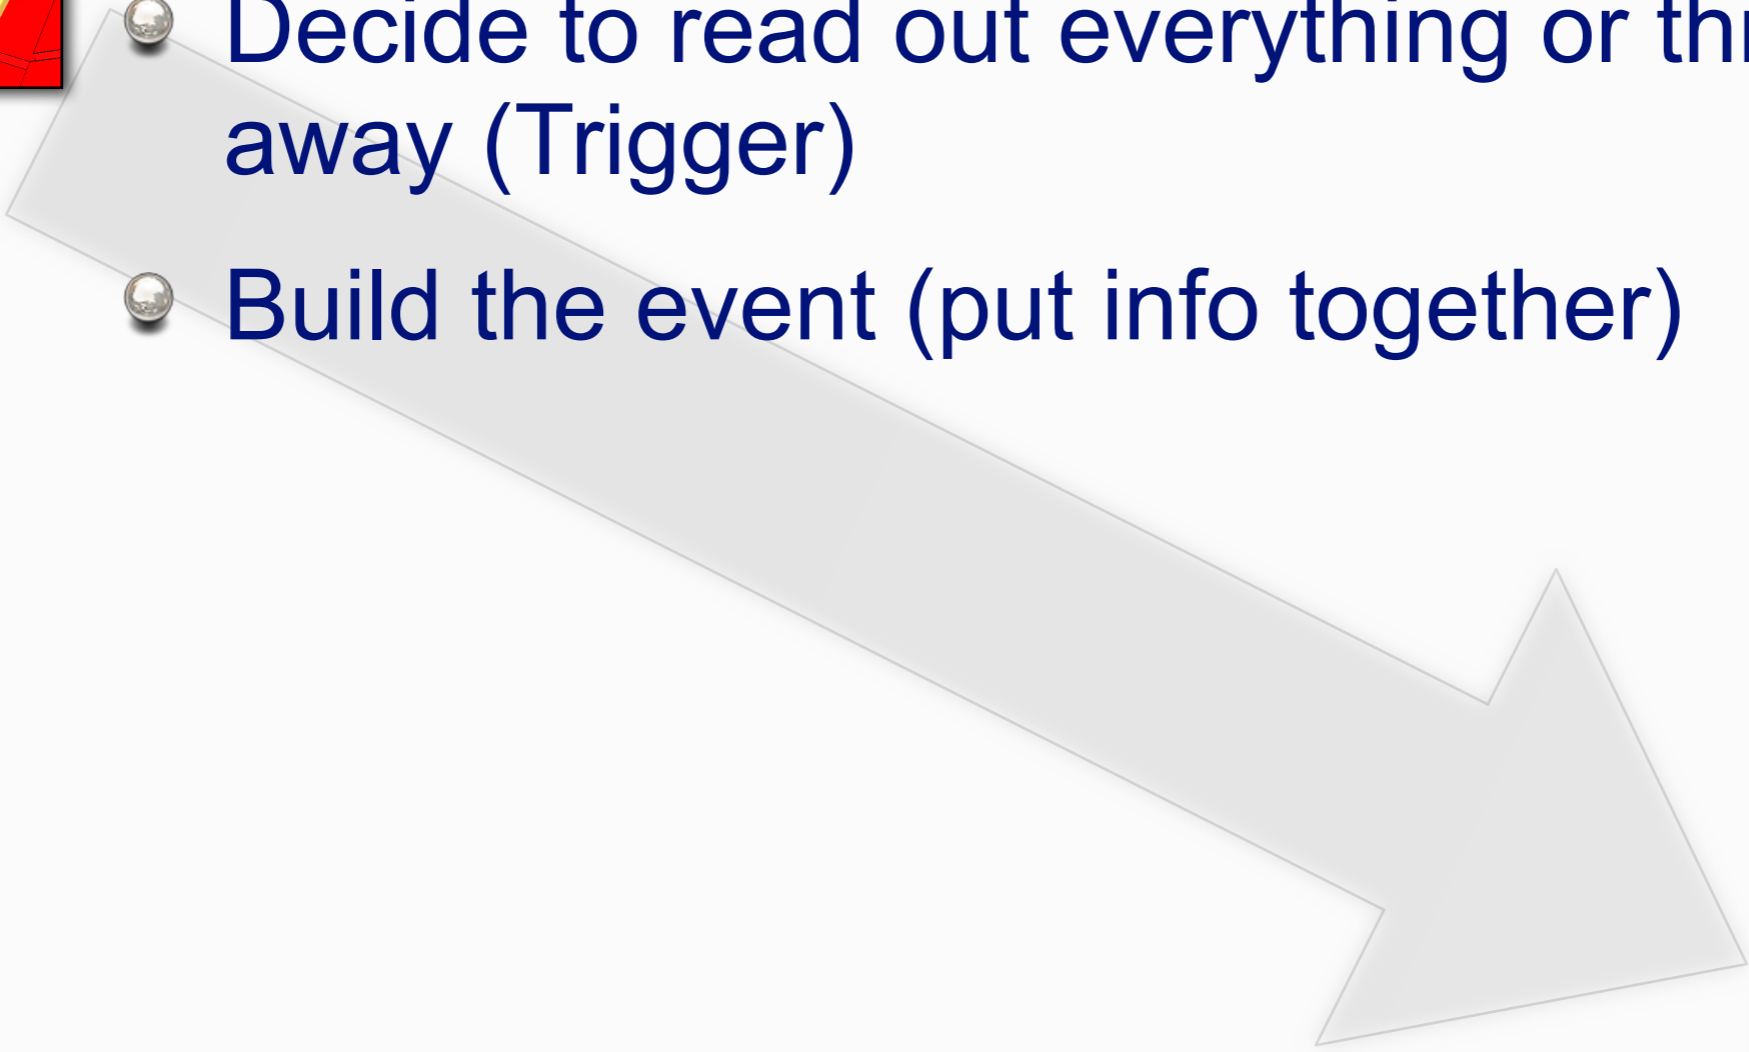 Decide to read out everything or
away (Trigger)
Build the event (put info together)